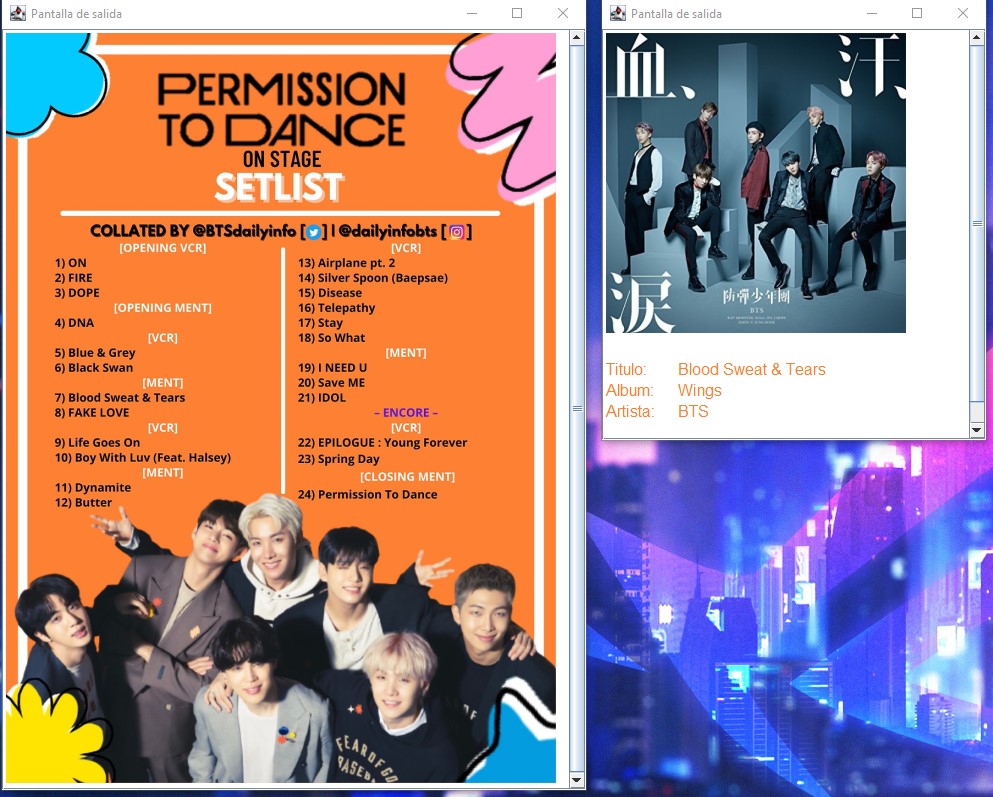 Pantalla de salida
PERMISSION
TO DANCE
ON STAGE
SETLIST
COLLATED BY @BTSdailyinfo [ ] | @dailyinfobts [ ]
[OPENING VCR]
1) ON
2) FIRE
3) DOPE
[OPENING MENT]
4) DNA
[VCR]
5) Blue & Grey
6) Black Swan
[MENT]
7) Blood Sweat & Tears
8) FAKE LOVE
[VCR]
9) Life Goes On
10) Boy With Luv (Feat. Halsey)
[MENT]
11) Dynamite
12) Butter
[VCR]
13) Airplane pt. 2
14) Silver Spoon (Baepsae)
15) Disease
16) Telepathy
17) Stay
18) So What
[MENT]
19) I NEED U
20) Save ME
21) IDOL
– ENCORE –
[VCR]
22) EPILOGUE : Young Forever
23) Spring Day
[CLOSING MENT]
24) Permission To Dance
FEAR OF GO
Pantalla de salida
血、汗、
涙
防彈少年團
BTS
Titulo: Blood Sweat & Tears
Album: Wings
Artista: BTS